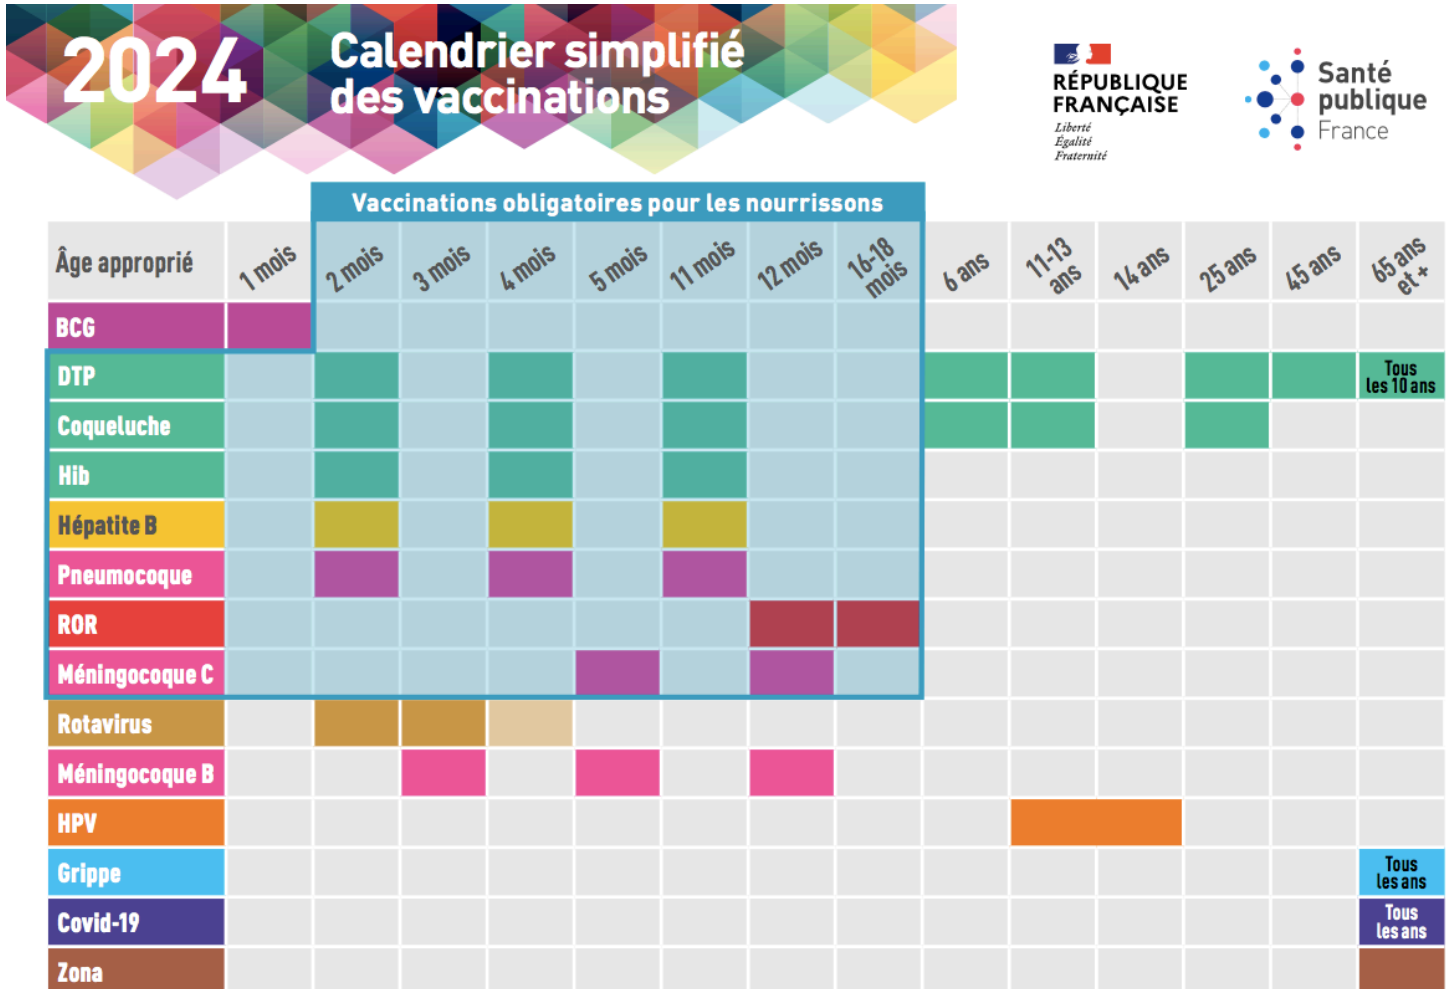 2024
Calendrier simplifié
des vaccinations
RÉPUBLIQUE
FRANÇAISE
Liberté
Égalité
Fraternité
Santé
publique
France
Vaccinations obligatoires pour les nourrissons
Âge approprié
1 mois
2 mois
3 mois
4 mois
5 mois
11 mois
12 mois
16-18
mois
6 ans
11-13
ans
14 ans
25 ans
45 ans
65 ans
et +
BCG
DTP
Tous
les 10 ans
Coqueluche
Hib
Hépatite B
Pneumocoque
ROR
Méningocoque C
Rotavirus
Méningocoque B
HPV
Grippe
Tous
les ans
Covid-19
Tous
les ans
Zona